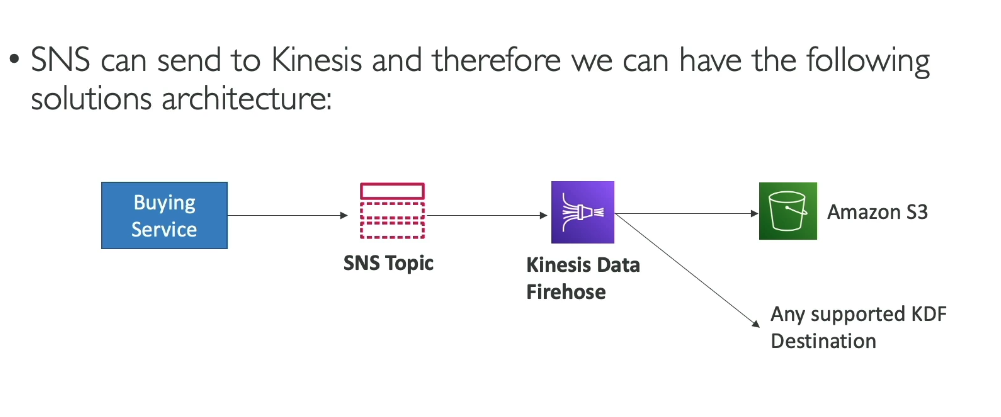 • SNS can send to Kinesis and therefore we can have the following
solutions architecture:
Buying
Service
SNS Topic
Kinesis Data
Firehose
Amazon S3
Any supported KDF
Destination